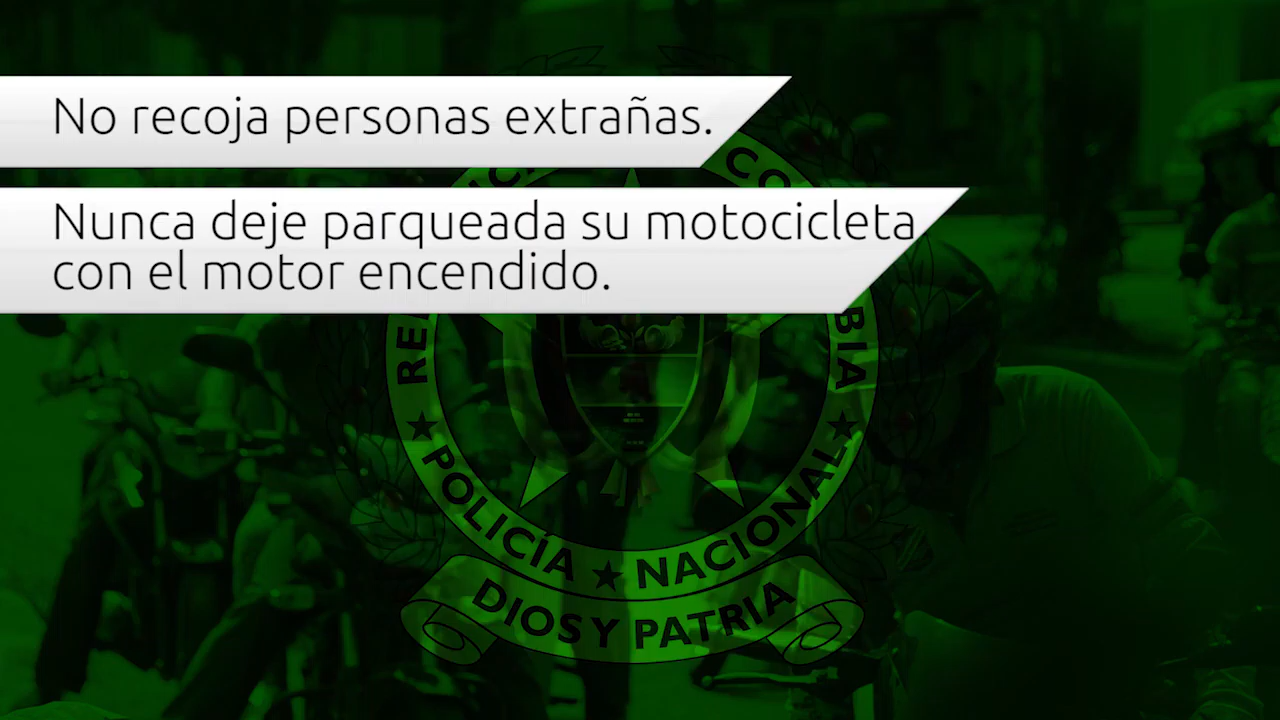 No recoja personas extrañas.
Nunca deje parqueada su motocicleta
con el motor encendido.
POLICÍA ★ NACIONAL
DIOS Y PATRIA